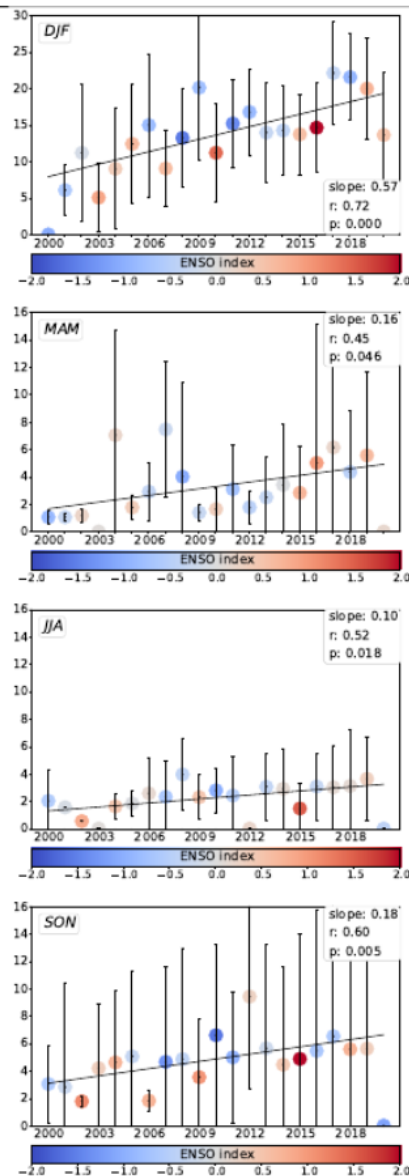 30
DJF
25
20
15
10
5
0
slope: 0.57
r: 0.72
p: 0.000
2000 2003 2006 2009 2012 2015 2018
ENSO index
−2.0 −1.5 −1.0 −0.5 0.0 0.5 1.0 1.5 2.0
16
MAM
14
12
10
8
6
4
2
0
slope: 0.16
r: 0.45
p: 0.046
2000 2003 2006 2009 2012 2015 2018
ENSO index
−2.0 −1.5 −1.0 −0.5 0.0 0.5 1.0 1.5 2.0
16
JJA
14
12
10
8
6
4
2
0
slope: 0.10
r: 0.52
p: 0.018
2000 2003 2006 2009 2012 2015 2018
ENSO index
−2.0 −1.5 −1.0 −0.5 0.0 0.5 1.0 1.5 2.0
16
SON
14
12
10
8
6
4
2
0
slope: 0.18
r: 0.60
p: 0.005
2000 2003 2006 2009 2012 2015 2018
ENSO index
−2.0 −1.5 −1.0 −0.5 0.0 0.5 1.0 1.5 2.0